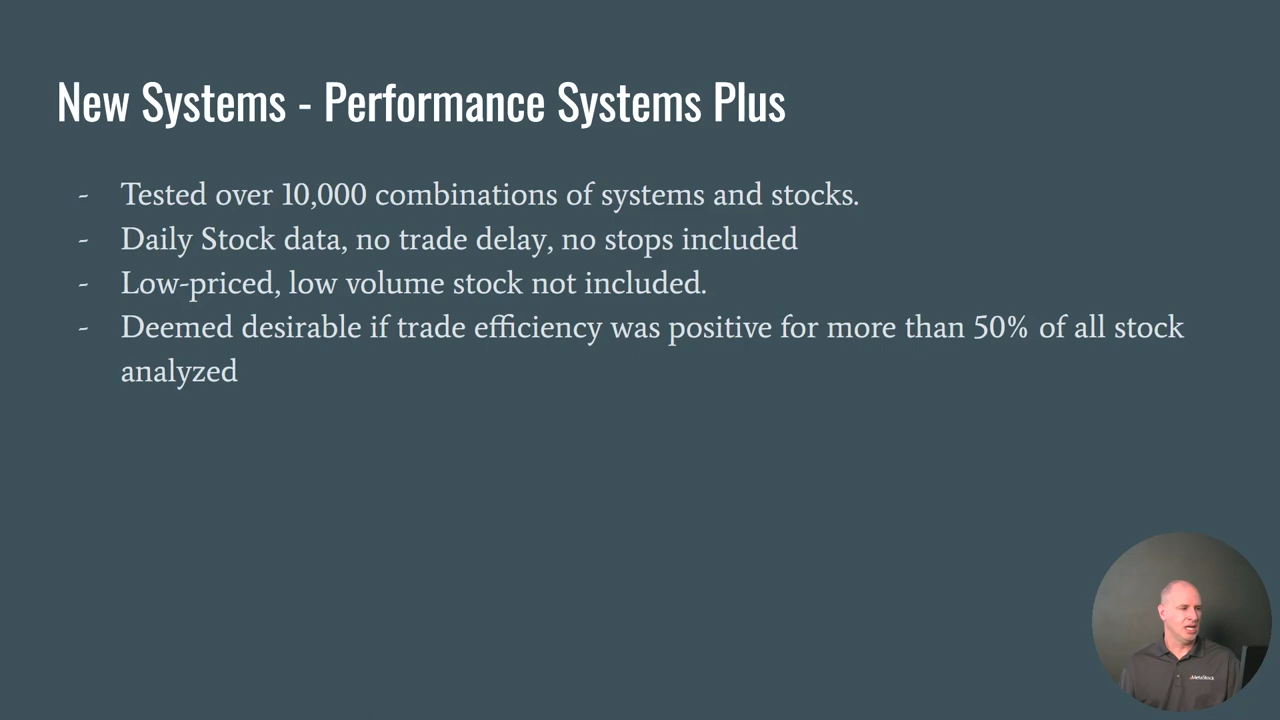 New Systems - Performance Systems Plus
- Tested over 10,000 combinations of systems and stocks.
- Daily Stock data, no trade delay, no stops included
- Low-priced, low volume stock not included.
- Deemed desirable if trade efficiency was positive for more than 50% of all stock
analyzed
MetaStock